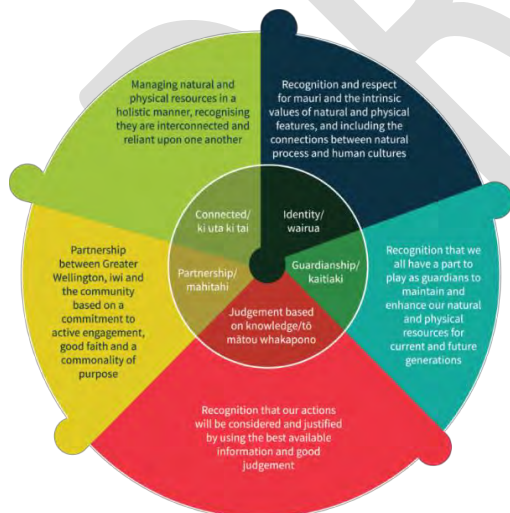 Managing natural and
physical resources in a
holistic manner, recognising
they are interconnected and
reliant upon one another
Recognition and respect
for mauri and the intrinsic
values of natural and physical
features, and including the
connections between natural
process and human cultures
Connected/
ki uta ki tai
Identity/
wairua
Partnership
between Greater
Wellington, iwi and
the community
based on a
commitment to
active engagement,
good faith and a
commonality of
purpose
Partnership/
mahitahi
Guardianship/
kaitiaki
Recognition that we
all have a part to
play as guardians to
maintain and
enhance our natural
and physical
resources for
current and future
generations
Judgement based
on knowledge/tō
mātou whakapono
Recognition that our actions
will be considered and justified
by using the best available
information and good
judgement